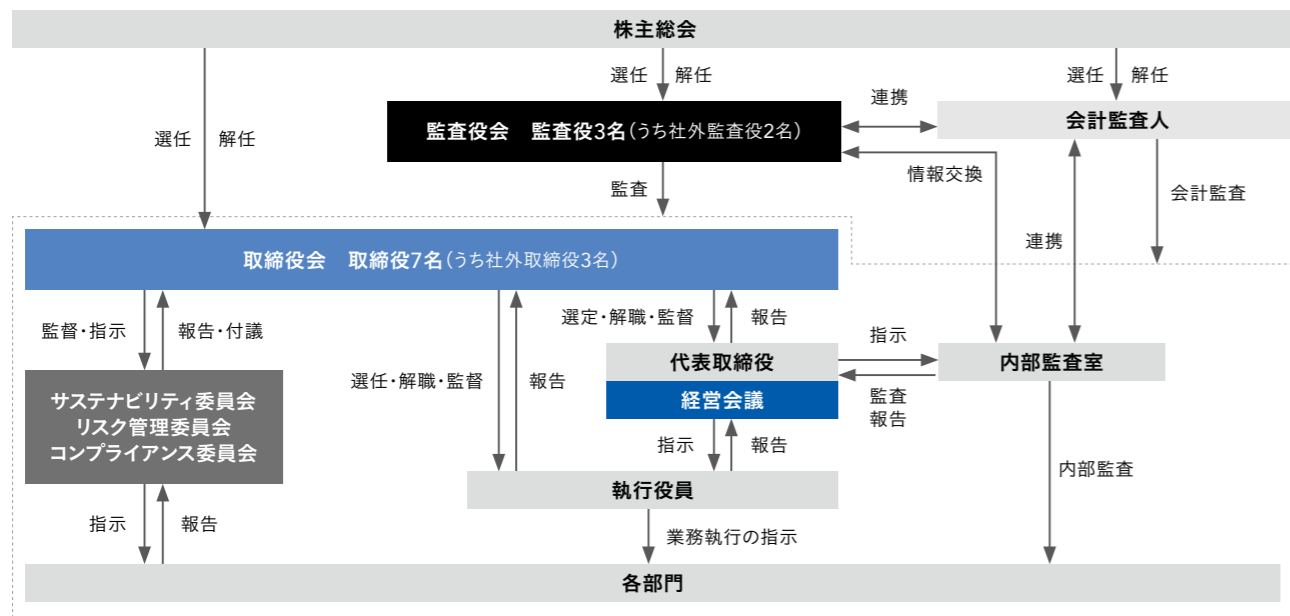 株主総会
選任 解任
選任 解任
選任 解任
監査役会 監査役3名(うち社外監査役2名)
連携
会計監査人
監査
情報交換
連携
会計監査
取締役会 取締役7名(うち社外取締役3名)
監督・指示
報告・付議
選任・解職・監督
報告
選定・解職・監督
報告
代表取締役
経営会議
指示
監査
報告
内部監査室
サステナビリティ委員会
リスク管理委員会
コンプライアンス委員会
指示
報告
執行役員
内部監査
指示
報告
業務執行の指示
各部門